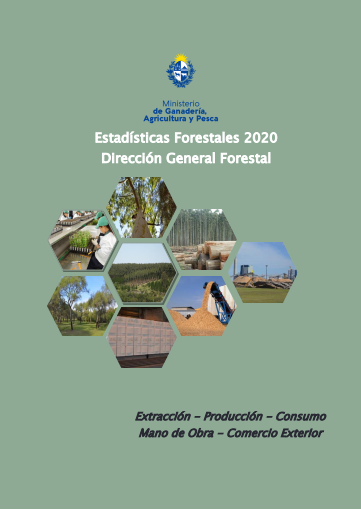 Ministerio
de Ganadería,
Agricultura y Pesca
Estadísticas Forestales 2020
Dirección General Forestal
Extracción – Producción – Consumo
Mano de Obra – Comercio Exterior